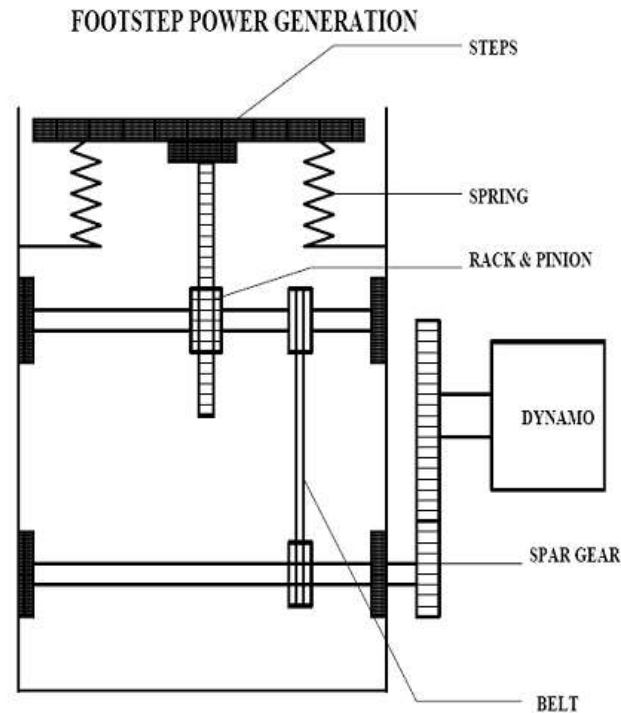 FOOTSTEP POWER GENERATION
STEPS
SPRING
RACK & PINION
DYNAMO
SPAR GEAR
BELT